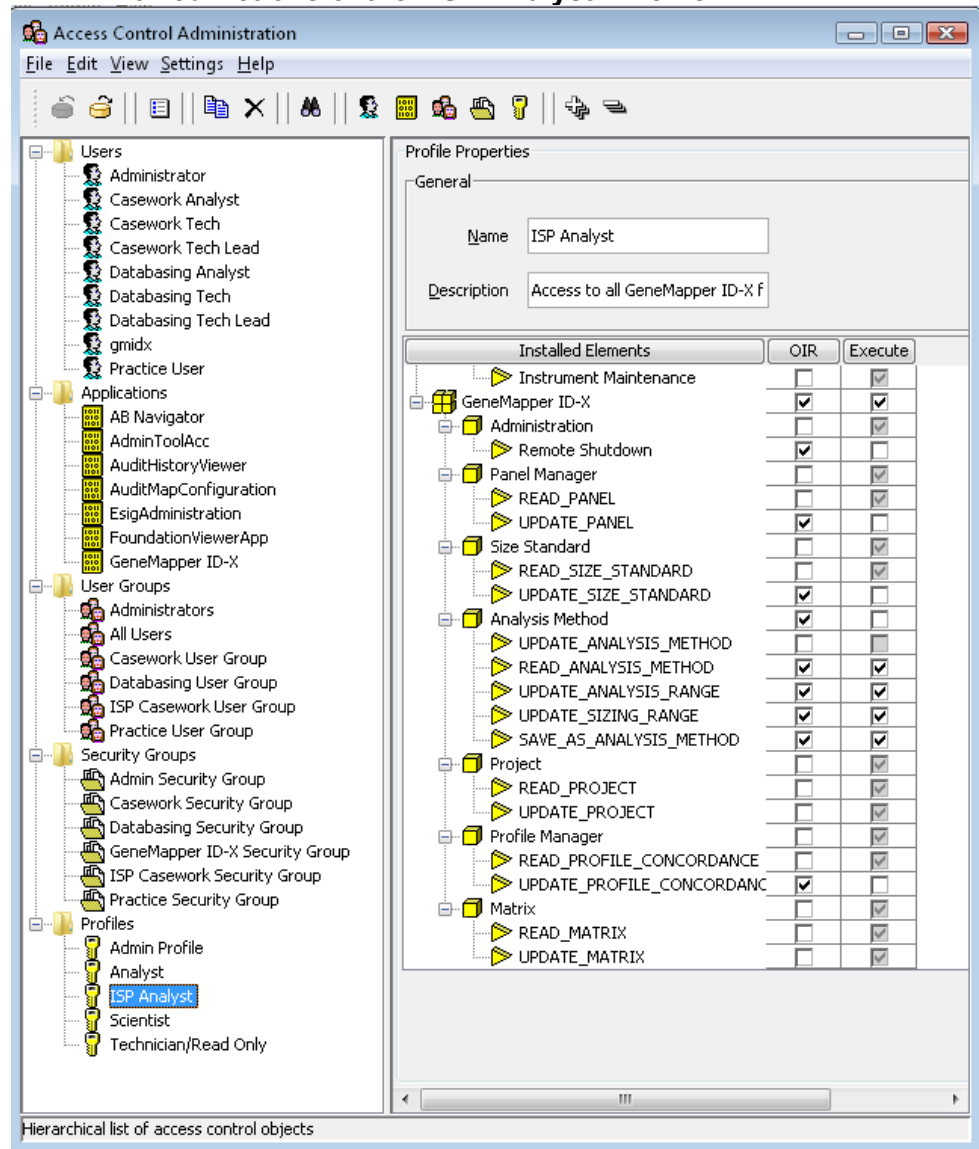 Access Control Administration
File Edit View Settings Help
Users
Administrator
Casework Analyst
Casework Tech
Casework Tech Lead
Databasing Analyst
Databasing Tech
Databasing Tech Lead
gmidx
Practice User
Applications
AB Navigator
AdminToolAcc
AuditHistoryViewer
AuditMapConfiguration
EsigAdministration
FoundationViewerApp
GeneMapper ID-X
User Groups
Administrators
All Users
Casework User Group
Databasing User Group
ISP Casework User Group
Practice User Group
Security Groups
Admin Security Group
Casework Security Group
Databasing Security Group
GeneMapper ID-X Security Group
ISP Casework Security Group
Practice Security Group
Profiles
Admin Profile
Analyst
ISP Analyst
Scientist
Technician/Read Only
Profile Properties
General
Name ISP Analyst
Description Access to all GeneMapper ID-X f
Installed Elements OIR Execute
Instrument Maintenance
GeneMapper ID-X
Administration
Remote Shutdown
Panel Manager
READ_PANEL
UPDATE_PANEL
Size Standard
READ_SIZE_STANDARD
UPDATE_SIZE_STANDARD
Analysis Method
UPDATE_ANALYSIS_METHOD
READ_ANALYSIS_METHOD
UPDATE_ANALYSIS_RANGE
UPDATE_SIZING_RANGE
SAVE_AS_ANALYSIS_METHOD
Project
READ_PROJECT
UPDATE_PROJECT
Profile Manager
READ_PROFILE_CONCORDANCE
UPDATE_PROFILE_CONCORDANC
Matrix
READ_MATRIX
UPDATE_MATRIX
Hierarchical list of access control objects